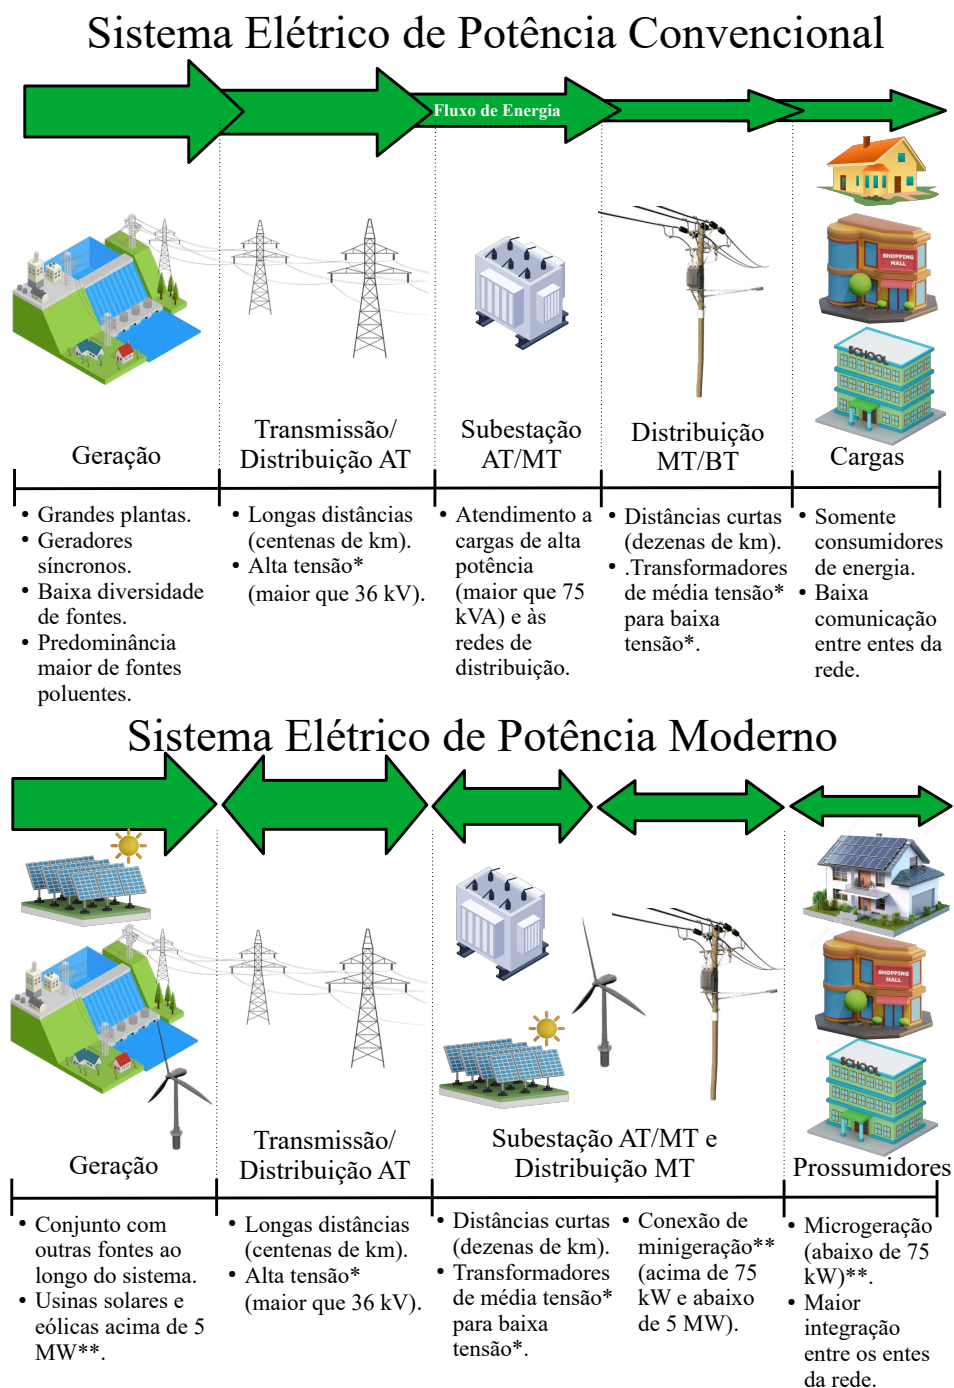 Sistema Elétrico de Potência Convencional
Fluxo de Energia
SHOPPING
MALL
SCHOOL
Geração
Transmissão/
Distribuição AT
Subestação
AT/MT
Distribuição
MT/BT
Cargas
• Grandes plantas.
• Geradores
síncronos.
• Baixa diversidade
de fontes.
• Predominância
maior de fontes
poluentes.
• Longas distâncias
(centenas de km).
• Alta tensão*
(maior que 36 kV).
• Atendimento a
cargas de alta
potência
(maior que 75
kVA) e às
redes de
distribuição.
• Distâncias curtas
(dezenas de km).
• .Transformadores
de média tensão*
para baixa
tensão*.
• Somente
consumidores
de energia.
• Baixa
comunicação
entre entes da
rede.
Sistema Elétrico de Potência Moderno
SHOPPING
MALL
SCHOOL
Geração
Transmissão/
Distribuição AT
Subestação AT/MT e
Distribuição MT
Prossumidores
• Conjunto com
outras fontes ao
longo do sistema.
• Usinas solares e
eólicas acima de 5
MW**.
• Longas distâncias
(centenas de km).
• Alta tensão*
(maior que 36 kV).
• Distâncias curtas
(dezenas de km).
• Transformadores
de média tensão*
para baixa
tensão*.
• Conexão de
minigeração**
(acima de 75
kW e abaixo
de 5 MW).
• Microgeração
(abaixo de 75
kW)**.
• Maior
integração
entre os entes
da rede.